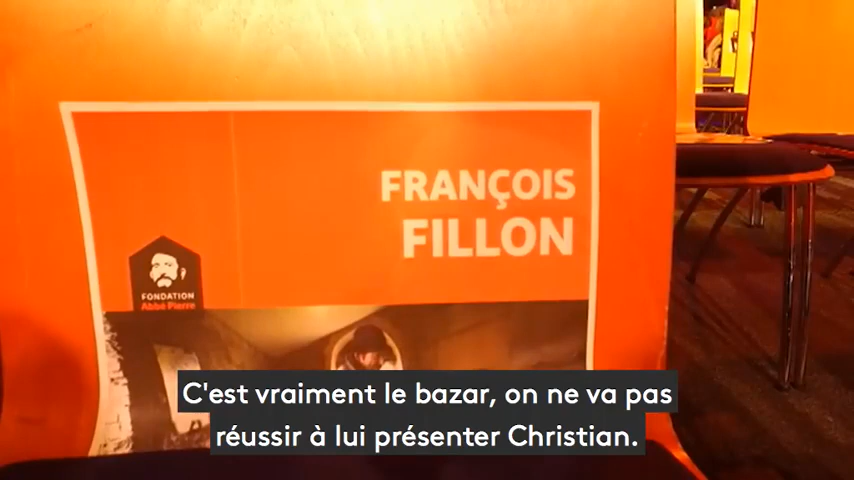 FRANÇOIS
FILLON
FONDATION
Abbé Pierre
C'est vraiment le bazar, on ne va pas
réussir à lui présenter Christian.